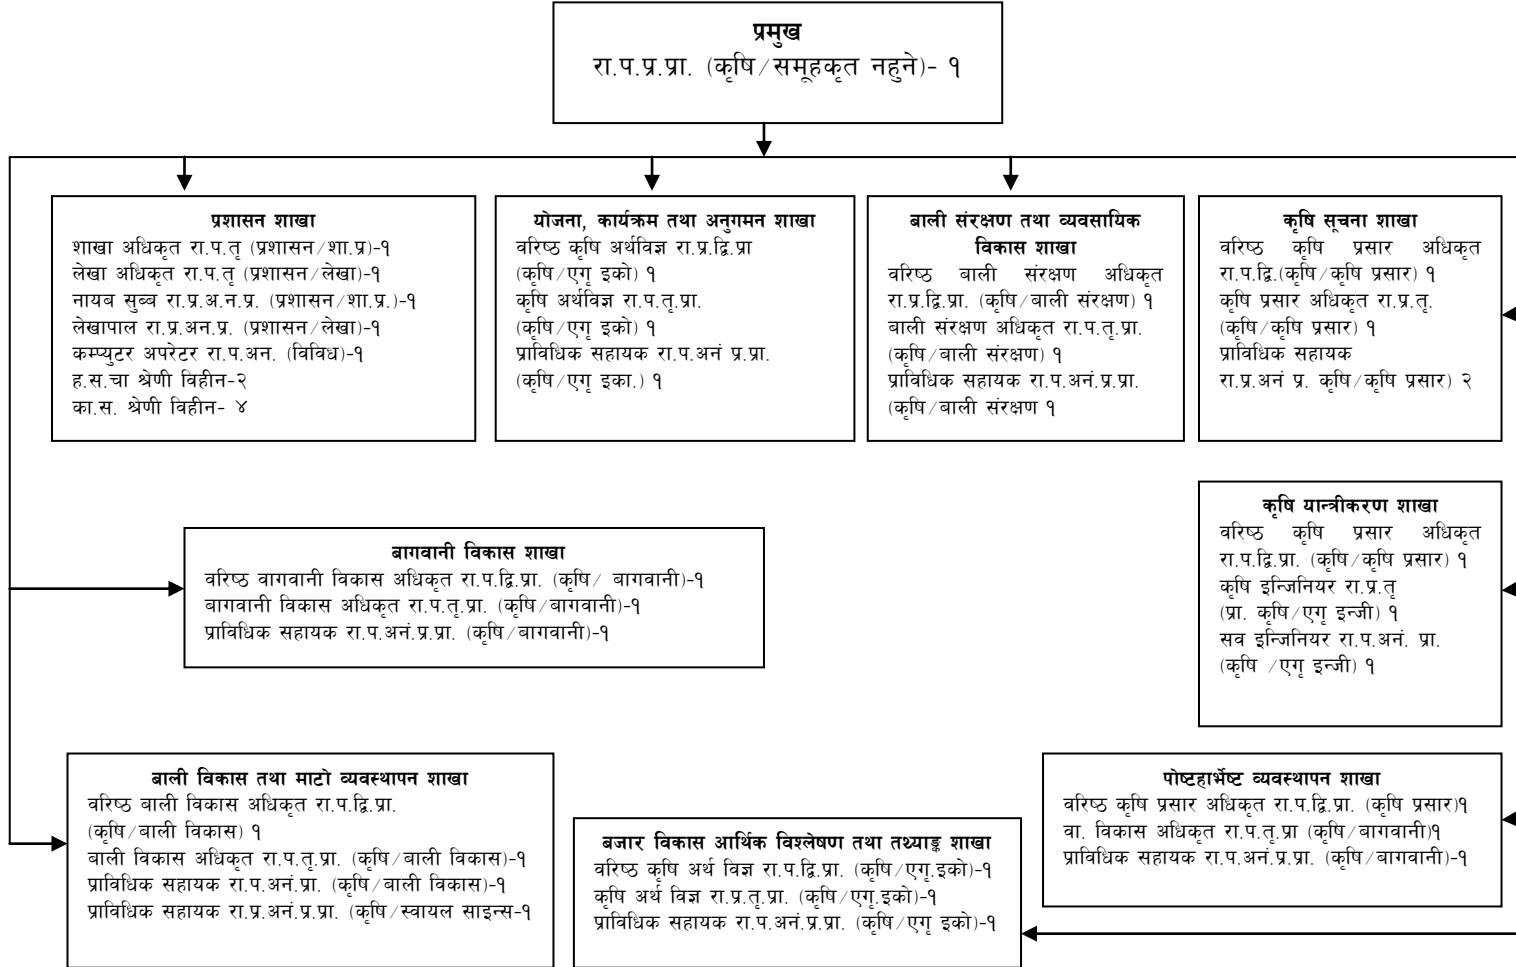 प्रमुख
रा.प.प्र.प्रा. (कृषि/समूहकृत नहुने)- १
प्रशासन शाखा
शाखा अधिकृत रा.प.तृ (प्रशासन/शा.प्र)-१
लेखा अधिकृत रा.प.तृ (प्रशासन/लेखा)-१
नायब सुब्ब रा.प्र.अ.न.प्र. (प्रशासन/शा.प्र.)-१
लेखापाल रा.प्र.अन.प्र. (प्रशासन/लेखा)-१
कम्प्युटर अपरेटर रा.प.अन. (विविध)-१
ह.स.चा श्रेणी विहीन-२
का.स. श्रेणी विहीन- ४
योजना, कार्यक्रम तथा अनुगमन शाखा
वरिष्ठ कृषि अर्थविज्ञ रा.प्र.द्वि.प्रा
(कृषि/एगृ इको) १
कृषि अर्थविज्ञ रा.प.तृ.प्रा.
(कृषि/एगृ इको) १
प्राविधिक सहायक रा.प.अनं प्र.प्रा.
(कृषि/एगृ इका.) १
बाली संरक्षण तथा व्यवसायिक
विकास शाखा
वरिष्ठ बाली संरक्षण अधिकृत
रा.प्र.द्वि.प्रा. (कृषि/बाली संरक्षण) १
बाली संरक्षण अधिकृत रा.प.तृ.प्रा.
(कृषि/बाली संरक्षण) १
प्राविधिक सहायक रा.प.अनं.प्र.प्रा.
(कृषि/बाली संरक्षण १
कृषि सूचना शाखा
वरिष्ठ कृषि प्रसार अधिकृत
रा.प.द्वि.(कृषि/कृषि प्रसार) १
कृषि प्रसार अधिकृत रा.प्र.तृ.
(कृषि/कृषि प्रसार) १
प्राविधिक सहायक
रा.प्र.अनं प्र. कृषि/कृषि प्रसार) २
कृषि यान्त्रीकरण शाखा
वरिष्ठ कृषि प्रसार अधिकृत
रा.प.द्वि.प्रा. (कृषि/कृषि प्रसार) १
कृषि इन्जिनियर रा.प्र.तृ
(प्रा. कृषि/एगृ इन्जी) १
सव इन्जिनियर रा.प.अनं. प्रा.
(कृषि /एगृ इन्जी) १
बागवानी विकास शाखा
वरिष्ठ वागवानी विकास अधिकृत रा.प.द्वि.प्रा. (कृषि/ बागवानी)-१
बागवानी विकास अधिकृत रा.प.तृ.प्रा. (कृषि/बागवानी)-१
प्राविधिक सहायक रा.प.अनं.प्र.प्रा. (कृषि/बागवानी)-१
बाली विकास तथा माटो व्यवस्थापन शाखा
वरिष्ठ बाली विकास अधिकृत रा.प.द्वि.प्रा.
(कृषि/बाली विकास) १
बाली विकास अधिकृत रा.प.तृ.प्रा. (कृषि/बाली विकास)-१
प्राविधिक सहायक रा.प.अनं.प्रा. (कृषि/बाली विकास)-१
प्राविधिक सहायक रा.प्र.अनं.प्र.प्रा. (कृषि/स्वायल साइन्स-१
बजार विकास आर्थिक विश्लेषण तथा तथ्याङ्क शाखा
वरिष्ठ कृषि अर्थ विज्ञ रा.प.द्वि.प्रा. (कृषि/एगृ.इको)-१
कृषि अर्थ विज्ञ रा.प्र.तृ.प्रा. (कृषि/एगृ.इको)-१
प्राविधिक सहायक रा.प.अनं.प्र.प्रा. (कृषि/एगृ इको)-१
पोष्टहार्भेष्ट व्यवस्थापन शाखा
वरिष्ठ कृषि प्रसार अधिकृत रा.प.द्वि.प्रा. (कृषि प्रसार)१
वा. विकास अधिकृत रा.प.तृ.प्रा (कृषि/बागवानी)१
प्राविधिक सहायक रा.प.अनं.प्र.प्रा. (कृषि/बागवानी)-१